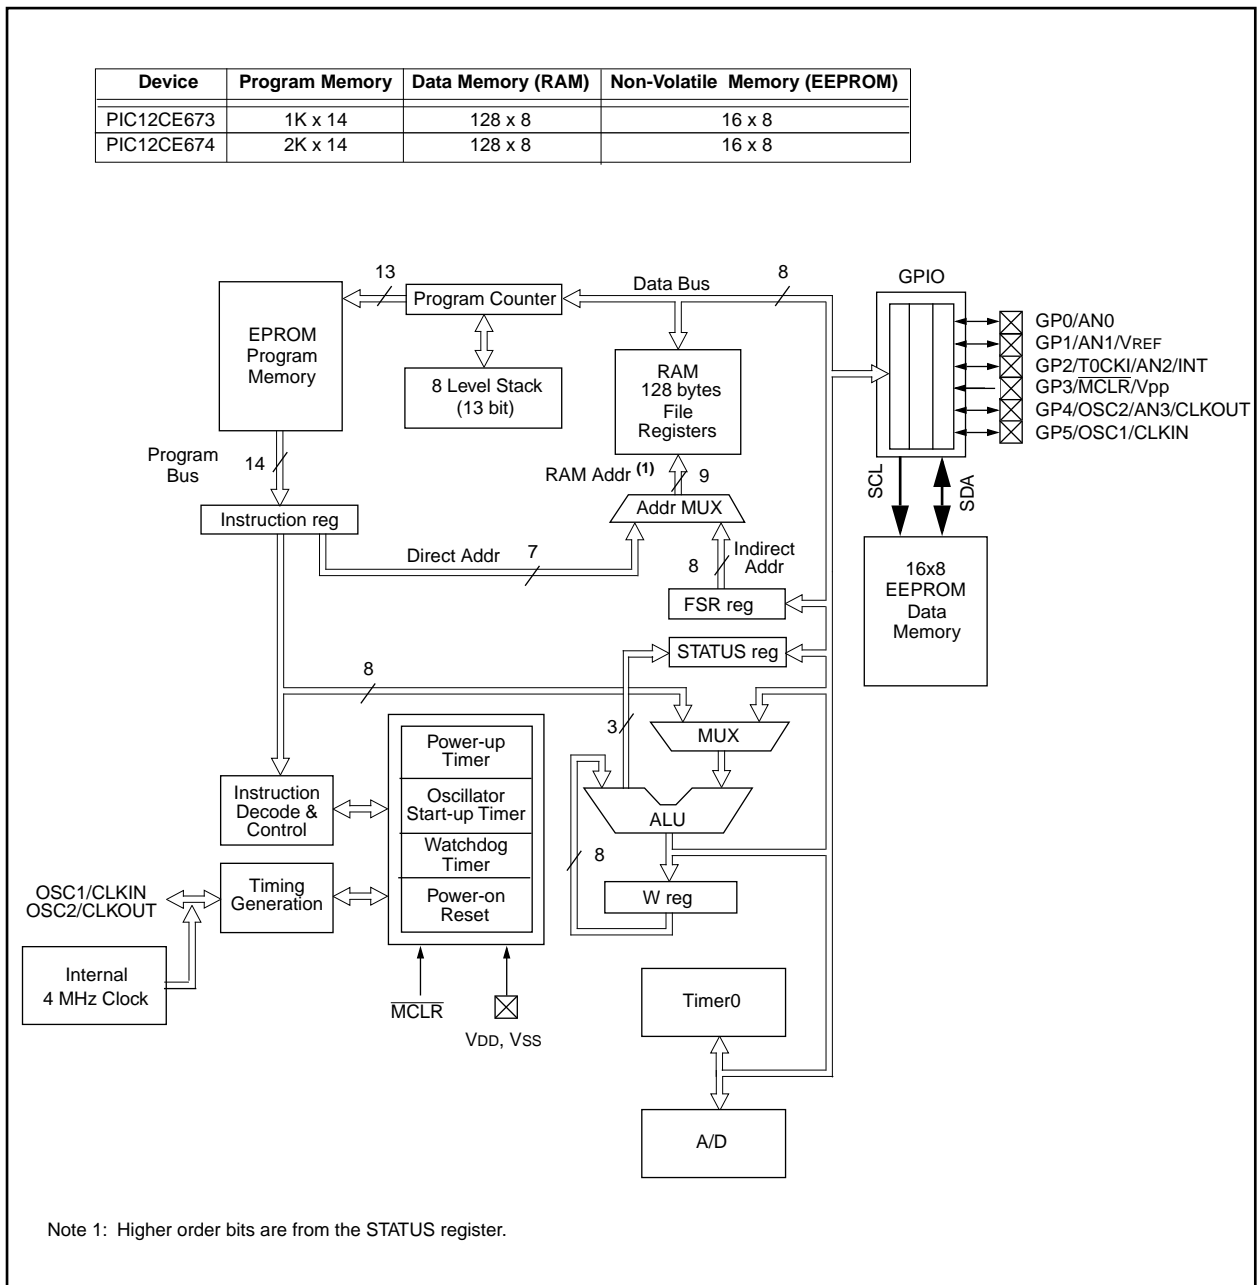 Device Program Memory Data Memory (RAM) Non-Volatile Memory (EEPROM)
PIC12CE673 1K x 14 128 x 8 16 x 8
PIC12CE674 2K x 14 128 x 8 16 x 8
13
Program Counter
Data Bus
8
GPIO
EPROM
Program
Memory
8 Level Stack
(13 bit)
RAM
128 bytes
File
Registers
GP0/AN0
GP1/AN1/VREF
GP2/T0CKI/AN2/INT
GP3/MCLR/Vpp
GP4/OSC2/AN3/CLKOUT
GP5/OSC1/CLKIN
Program
Bus
14
RAM Addr (1)
9
SCL
SDA
Instruction reg
Addr MUX
Direct Addr
7
8
Indirect
Addr
16x8
EEPROM
Data
Memory
FSR reg
STATUS reg
8
3
MUX
Power-up
Timer
Instruction
Decode &
Control
Oscillator
Start-up Timer
ALU
Watchdog
Timer
8
OSC1/CLKIN
OSC2/CLKOUT
Timing
Generation
Power-on
Reset
W reg
Internal
4 MHz Clock
MCLR
VDD, VSS
Timer0
A/D
Note 1: Higher order bits are from the STATUS register.